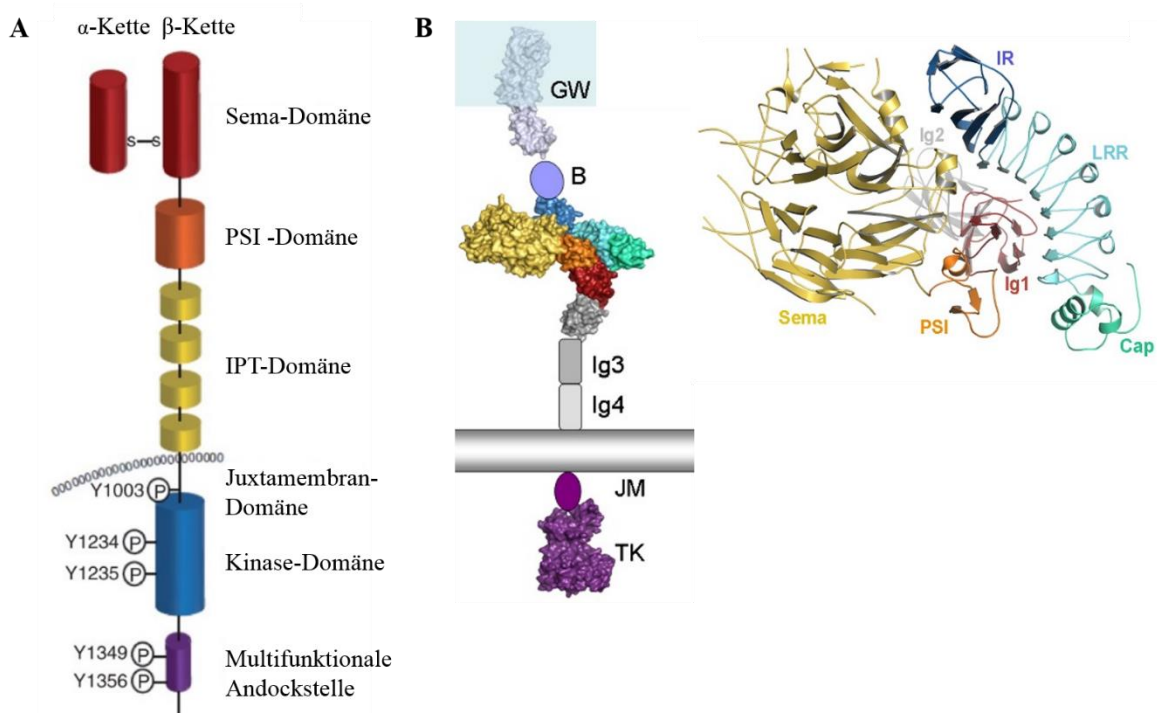 A
α-Kette β-Kette
s s
Sema-Domäne
PSI -Domäne
IPT-Domäne
Juxtamembran-
Domäne
Y1003 P
Y1234 P
Y1235 P
Kinase-Domäne
Y1349 P
Y1356 P
Multifunktionale
Andockstelle
B
GW
B
Ig3
Ig4
JM
TK
IR
Ig2
LRR
Ig1
Sema
PSI
Cap